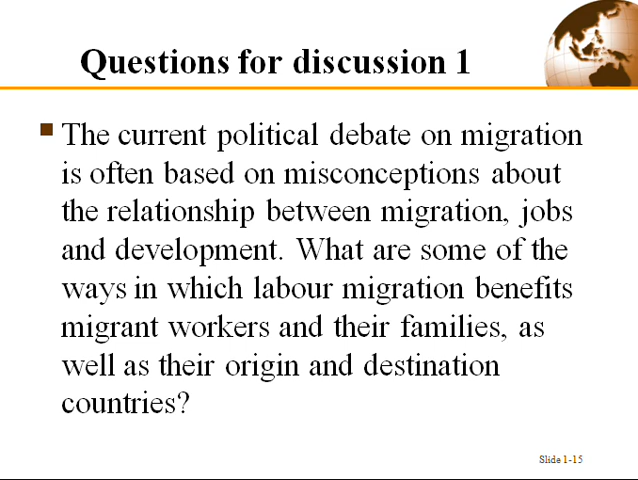 Questions for discussion 1
The current political debate on migration
is often based on misconceptions about
the relationship between migration, jobs
and development. What are some of the
ways in which labour migration benefits
migrant workers and their families, as
well as their origin and destination
countries?
Slide 1-15